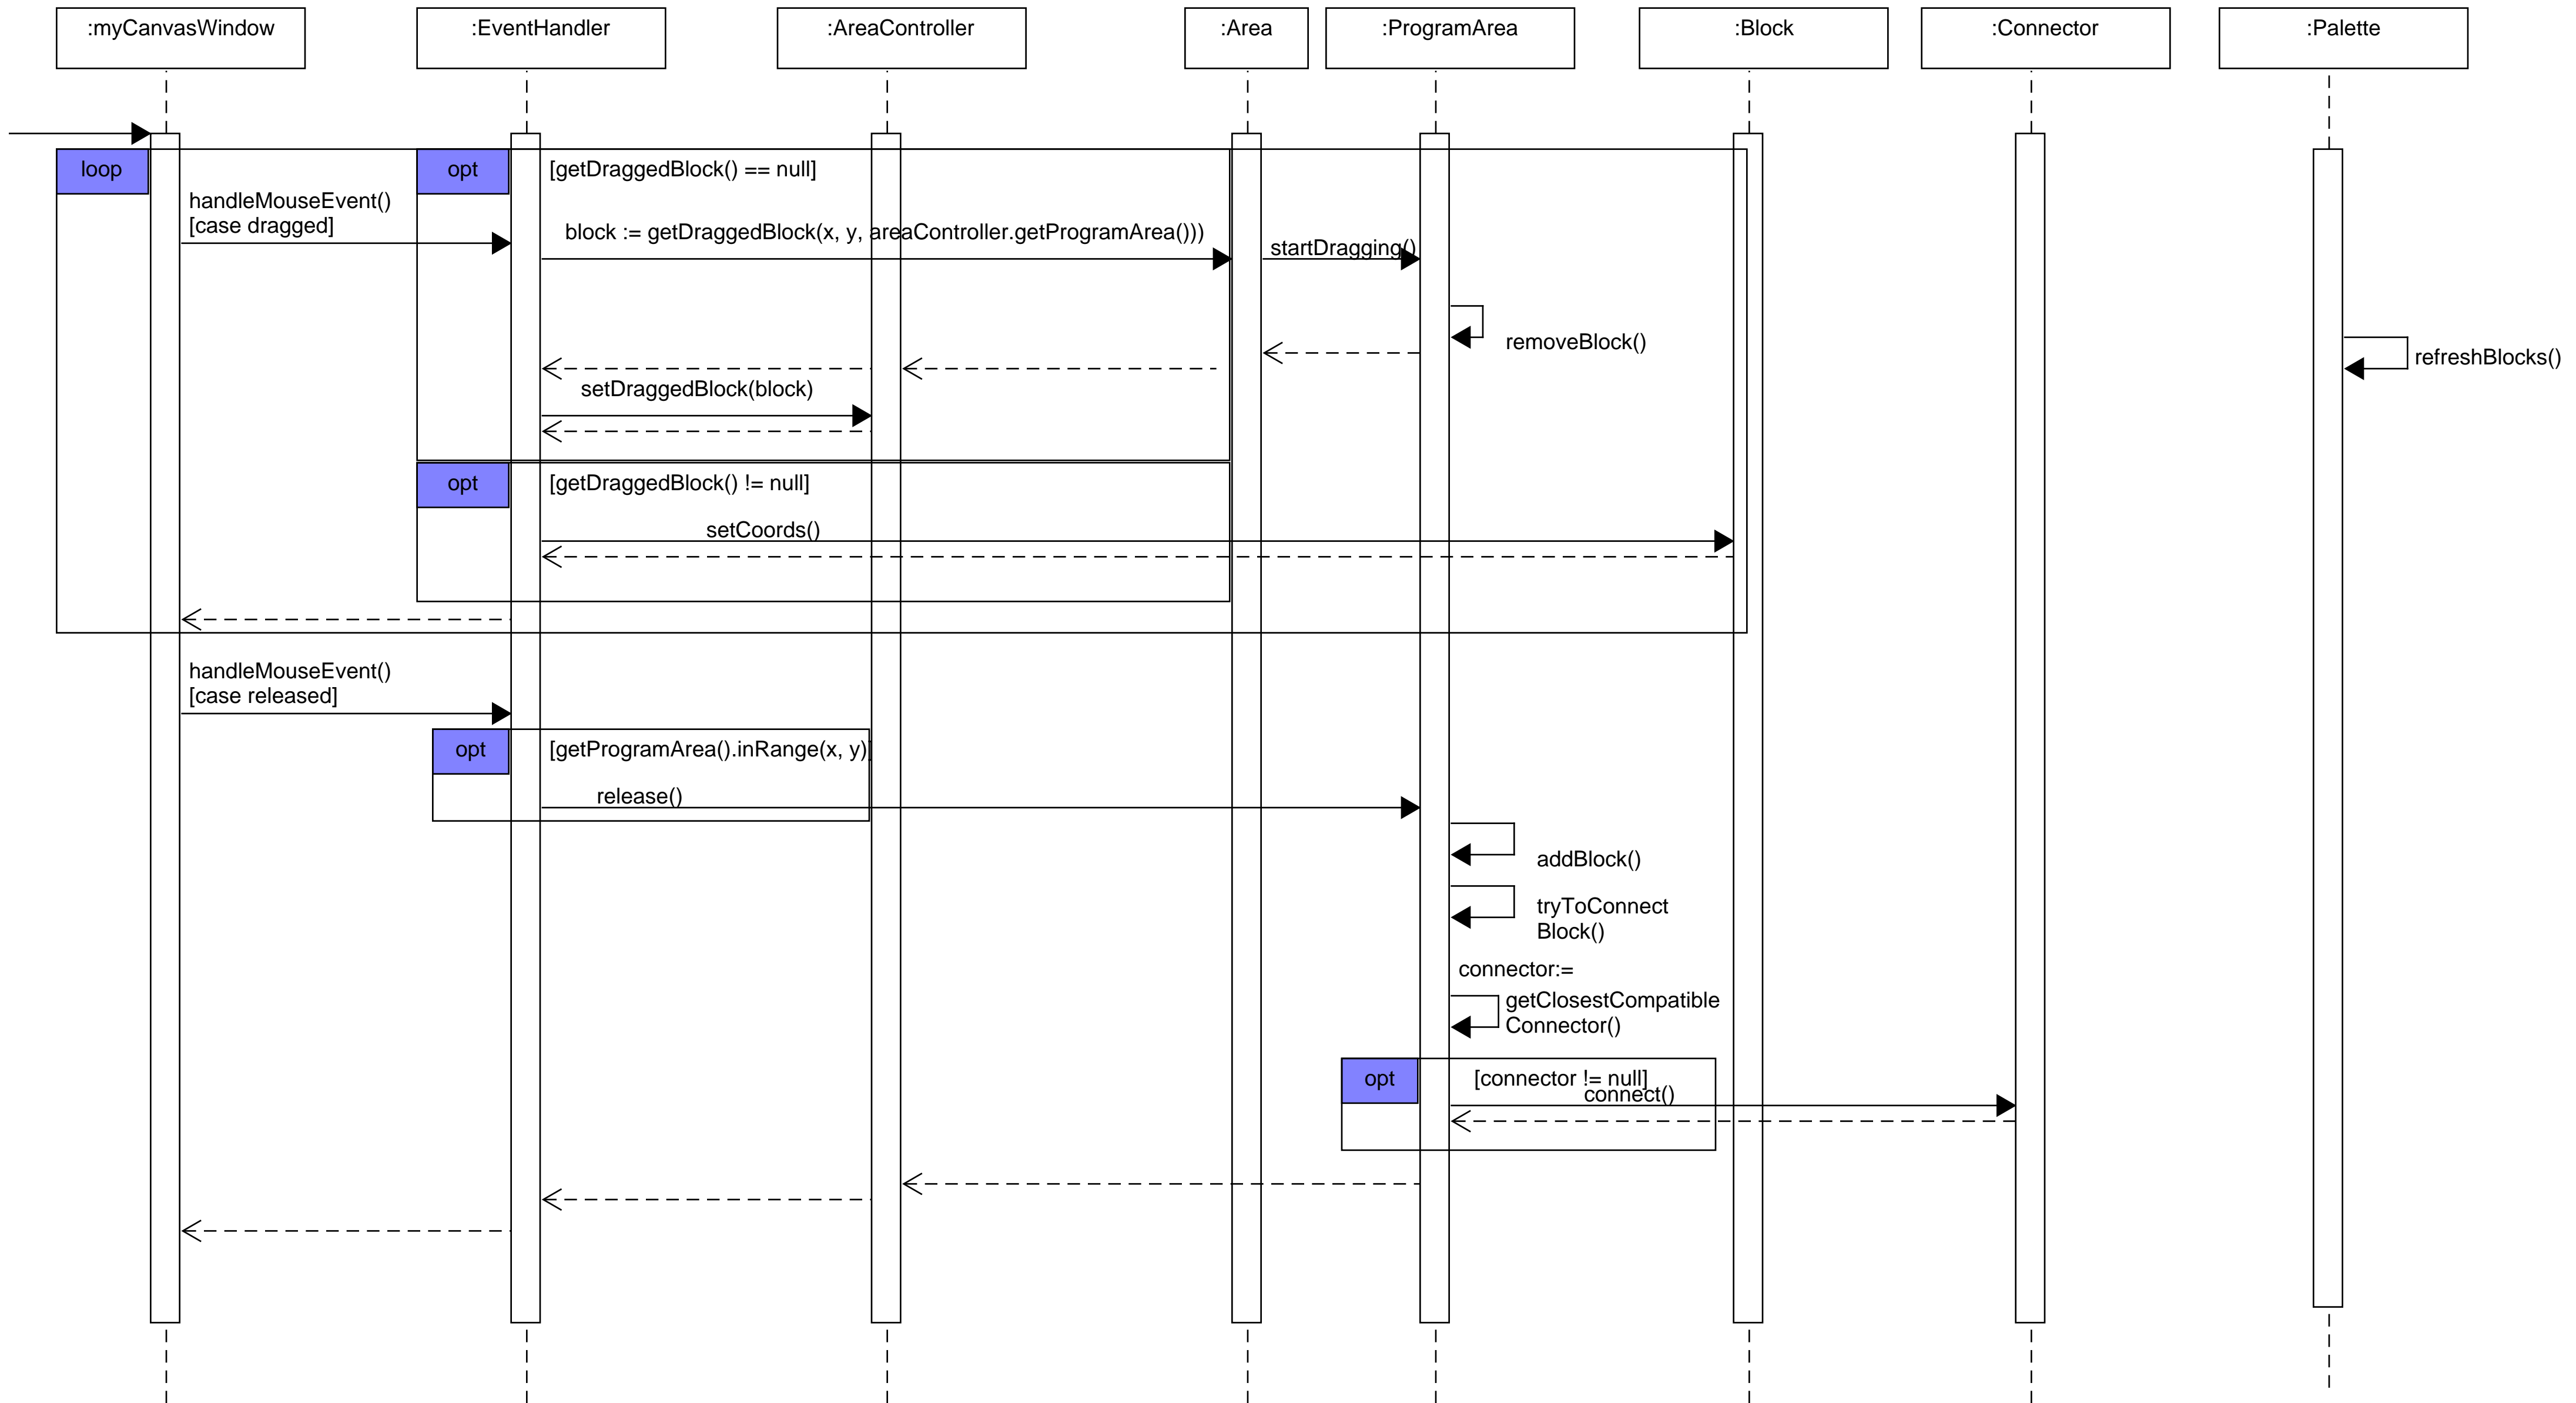 :myCanvasWindow
:EventHandler
:AreaController
:Area
:ProgramArea
:Block
:Connector
:Palette
loop
opt
[getDraggedBlock() == null]
handleMouseEvent()
[case dragged]
block := getDraggedBlock(x, y, areaController.getProgramArea()))
startDragging()
removeBlock()
refreshBlocks()
setDraggedBlock(block)
opt
[getDraggedBlock() != null]
setCoords()
handleMouseEvent()
[case released]
opt
[getProgramArea().inRange(x, y)]
release()
addBlock()
tryToConnect
Block()
connector:=
getClosestCompatible
Connector()
opt
[connector != null]
connect()